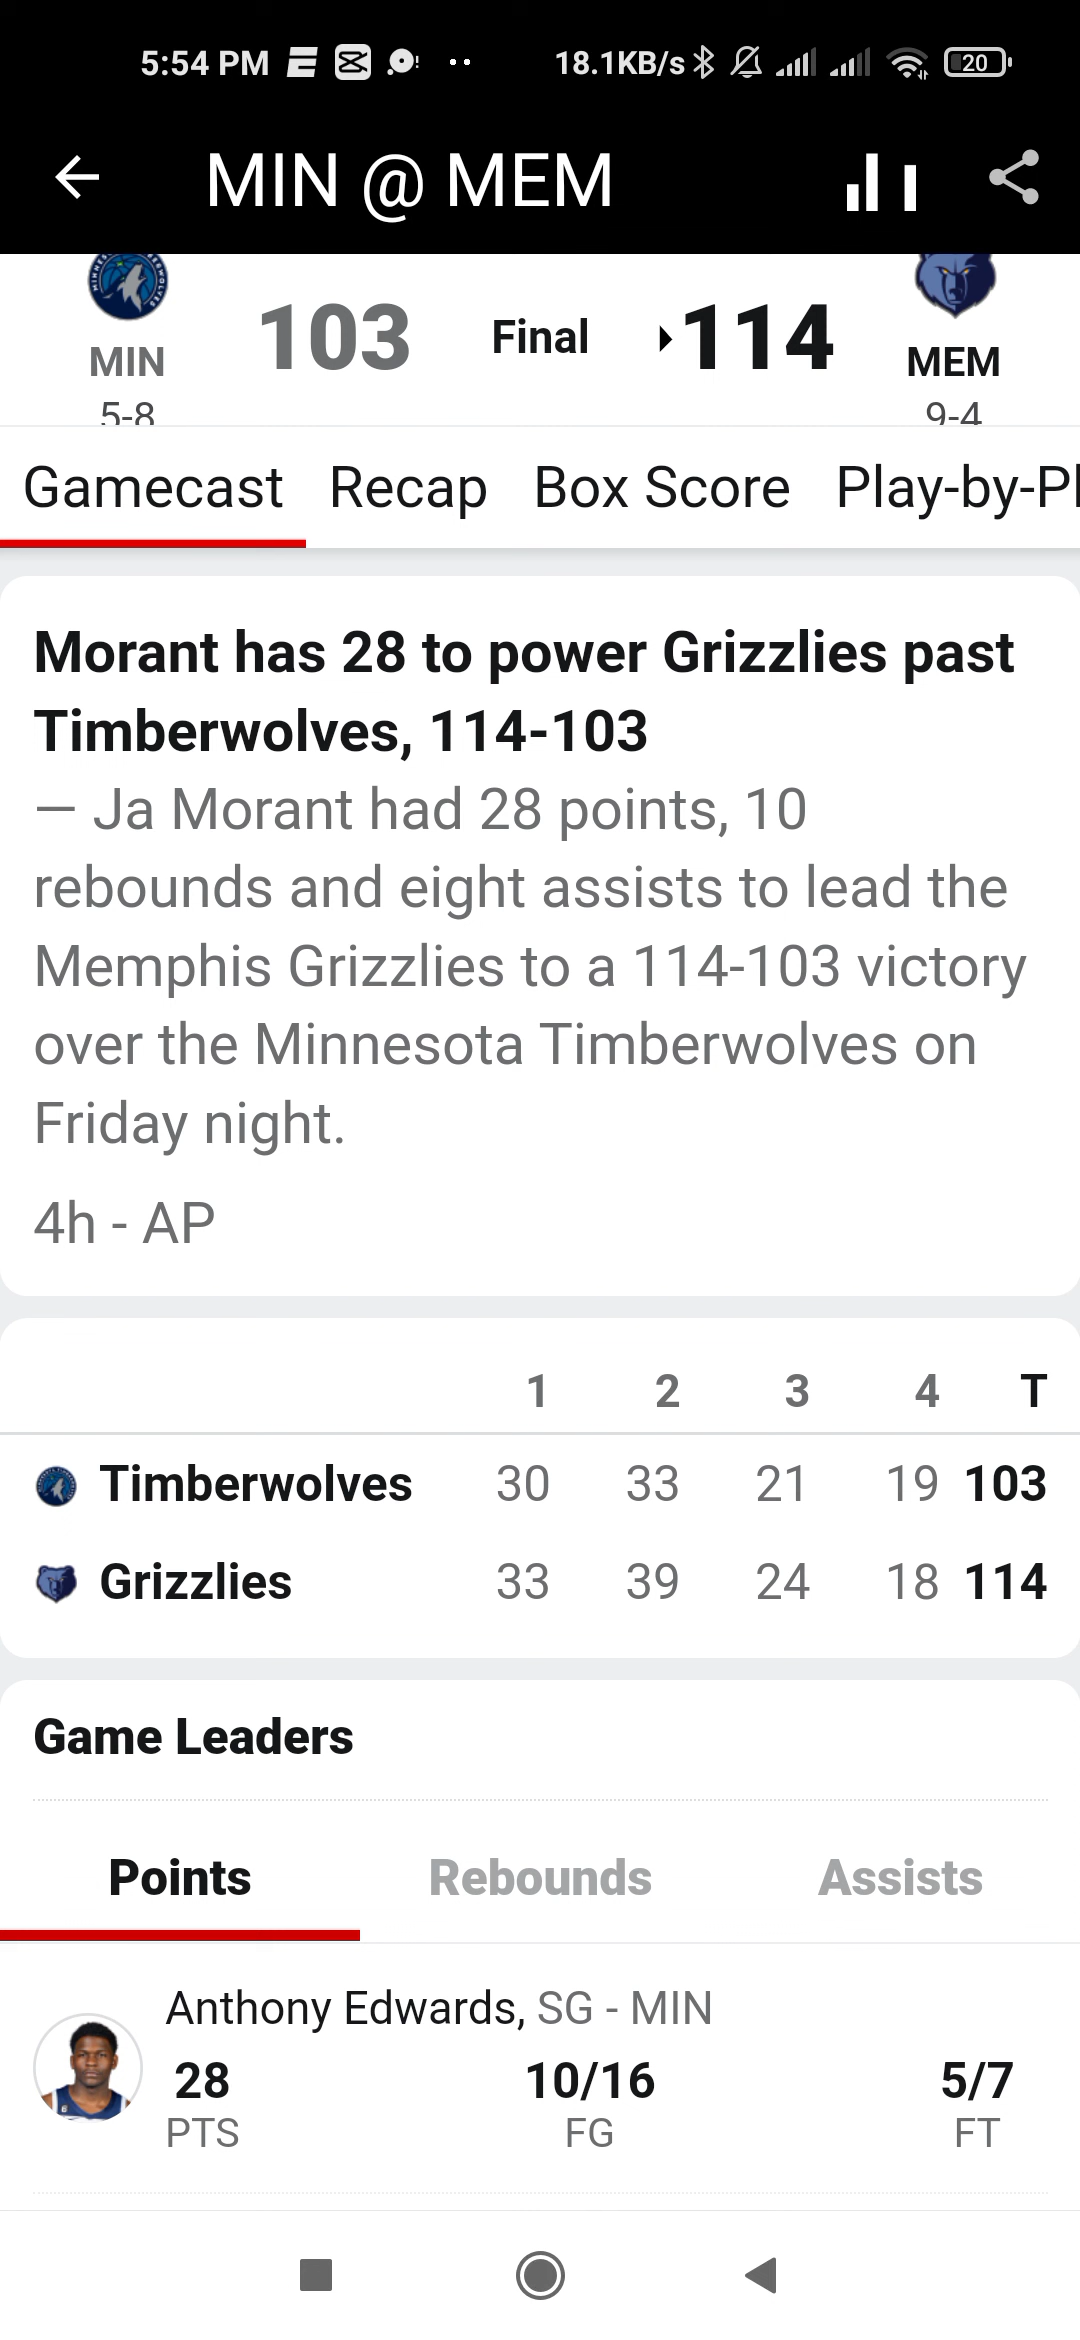 5:54 PM 18.1KB/s 20
MIN @ MEM
103 Final 114
MIN MEM
5-8 9-4
Gamecast Recap Box Score Play-by-Pl
Morant has 28 to power Grizzlies past
Timberwolves, 114-103
— Ja Morant had 28 points, 10
rebounds and eight assists to lead the
Memphis Grizzlies to a 114-103 victory
over the Minnesota Timberwolves on
Friday night.
4h - AP
1 2 3 4 T
Timberwolves 30 33 21 19 103
Grizzlies 33 39 24 18 114
Game Leaders
Points Rebounds Assists
Anthony Edwards, SG - MIN
28 10/16 5/7
PTS FG FT